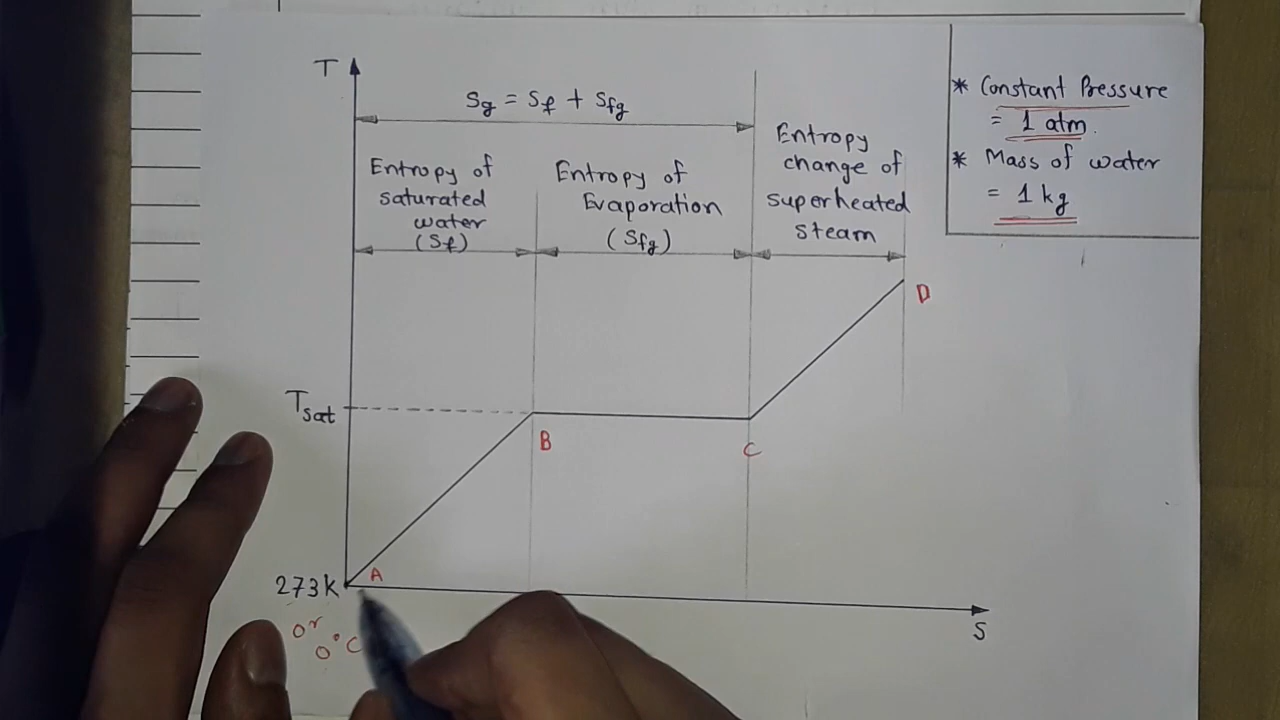 T
Sg = Sf + Sfg
Entropy of
saturated
water
(Sf)
Entropy of
Evaporation
(Sfg)
Entropy
change of
superheated
steam
* Constant Pressure
= 1 atm.
* Mass of water
= 1 kg
D
Tsat
B
C
A
273K
or
0°C
S